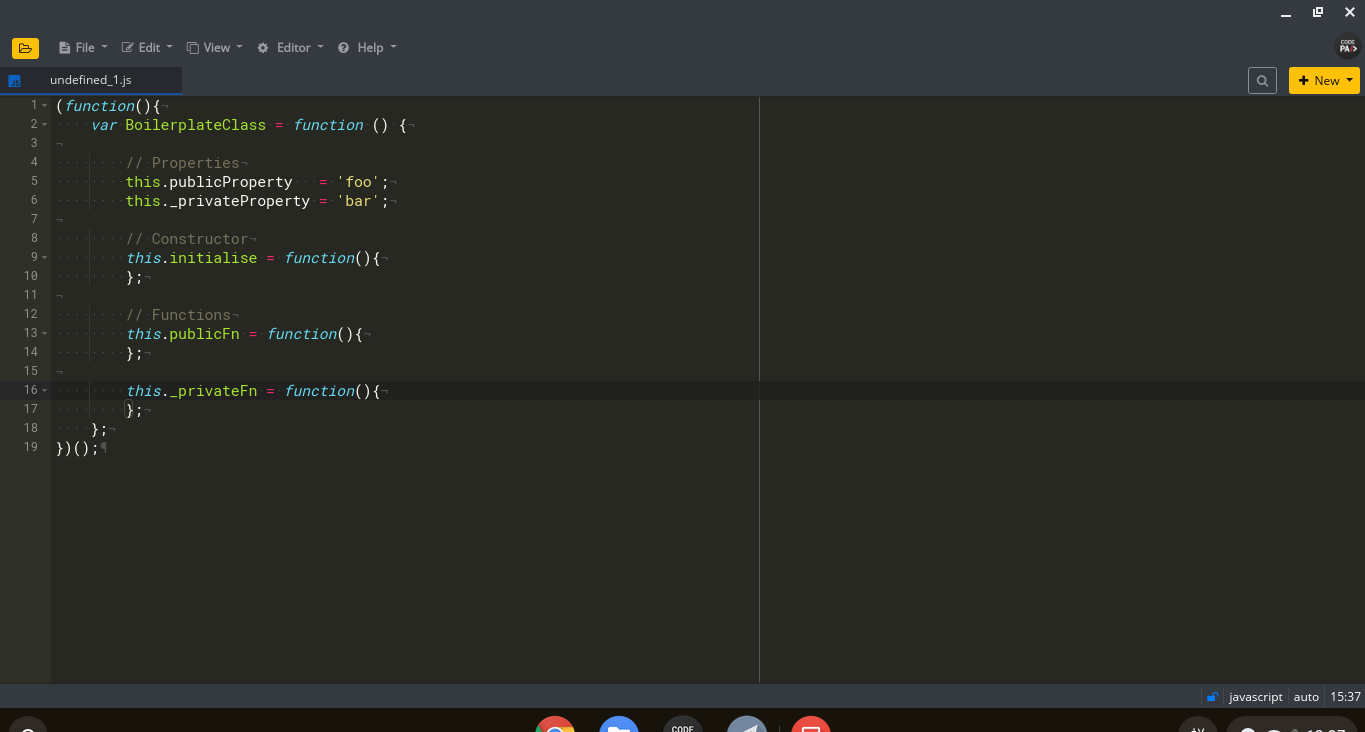 File Edit View Editor Help CODE PA/>
undefined_1.js New
1 (function(){
2     var BoilerplateClass = function () {
3
4         // Properties
5         this.publicProperty   = 'foo';
6         this._privateProperty = 'bar';
7
8         // Constructor
9         this.initialise = function(){
10         };
11
12         // Functions
13         this.publicFn = function(){
14         };
15
16         this._privateFn = function(){
17         };
18     };
19 })();
javascript auto 15:37
CODE